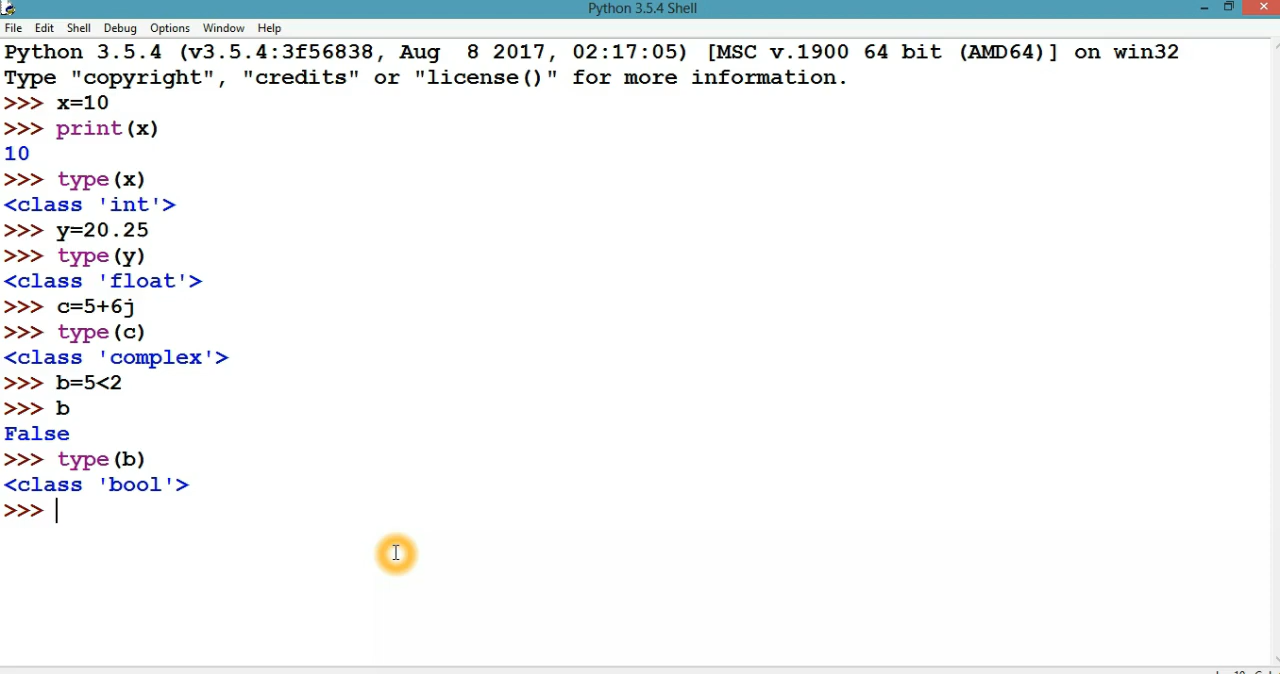 Python 3.5.4 Shell
File Edit Shell Debug Options Window Help
Python 3.5.4 (v3.5.4:3f56838, Aug  8 2017, 02:17:05) [MSC v.1900 64 bit (AMD64)] on win32
Type "copyright", "credits" or "license()" for more information.
>>> x=10
>>> print(x)
10
>>> type(x)
<class 'int'>
>>> y=20.25
>>> type(y)
<class 'float'>
>>> c=5+6j
>>> type(c)
<class 'complex'>
>>> b=5<2
>>> b
False
>>> type(b)
<class 'bool'>
>>>